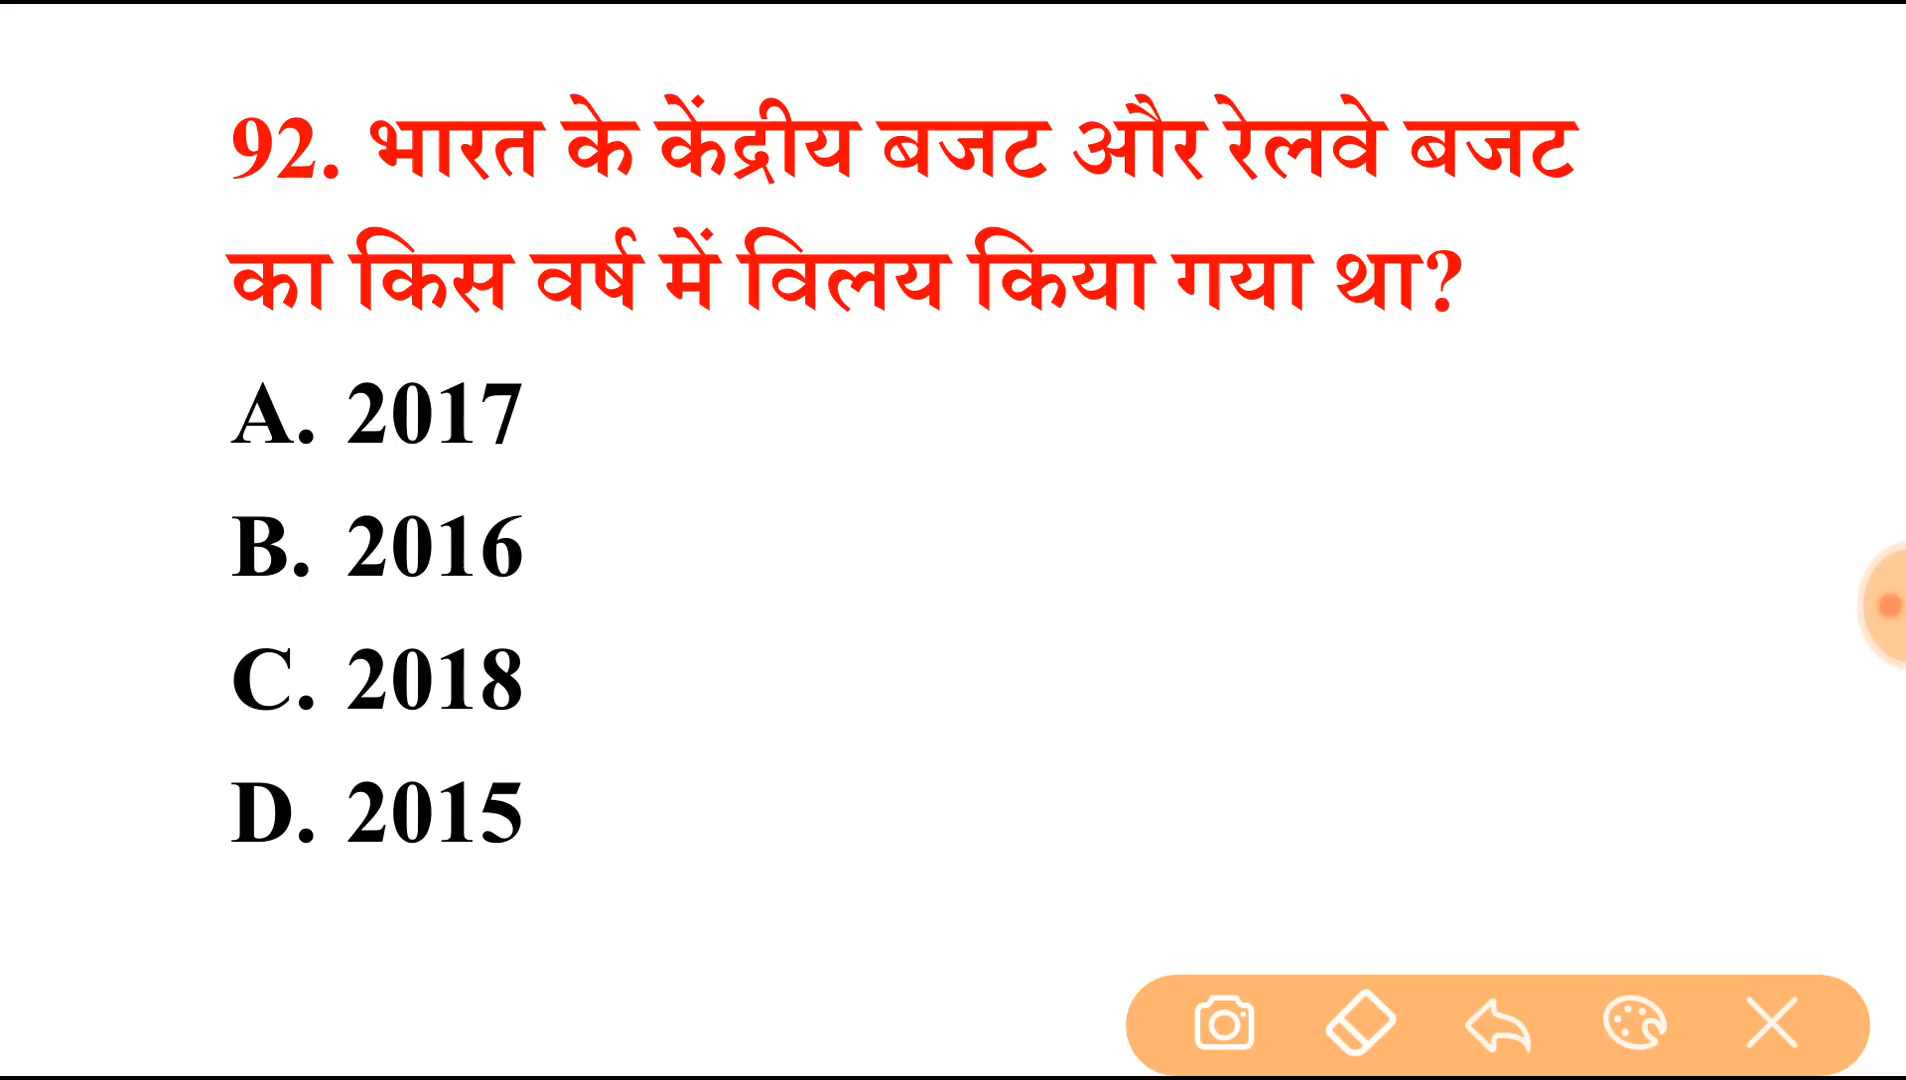 92. भारत के केंद्रीय बजट और रेलवे बजट
का किस वर्ष में विलय किया गया था?
A. 2017
B. 2016
C. 2018
D. 2015